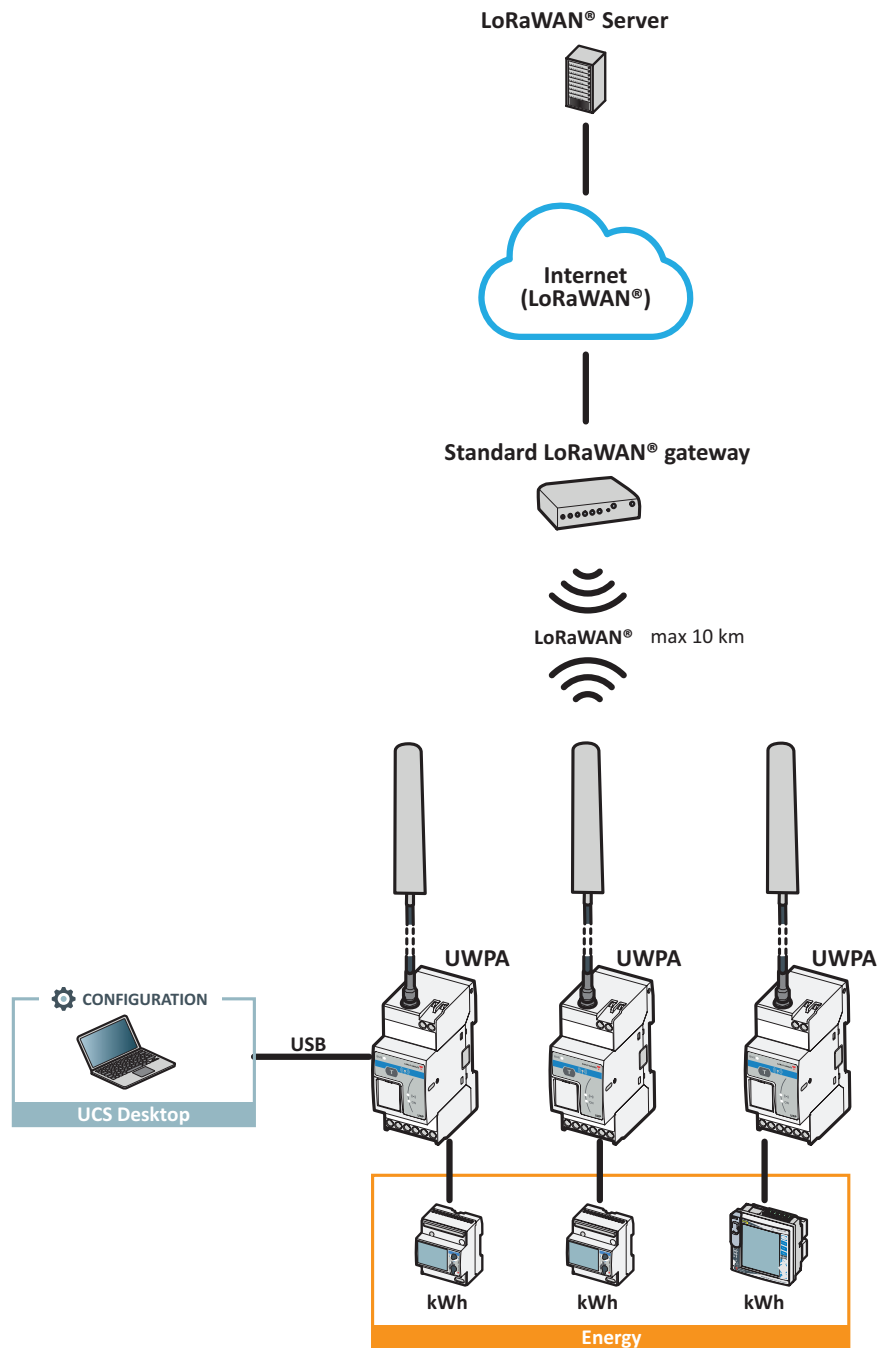 LoRaWAN® Server
Internet
(LoRaWAN®)
Standard LoRaWAN® gateway
LoRaWAN® max 10 km
UWPA
UWPA
UWPA
CONFIGURATION
USB
UCS Desktop
kWh
kWh
kWh
Energy